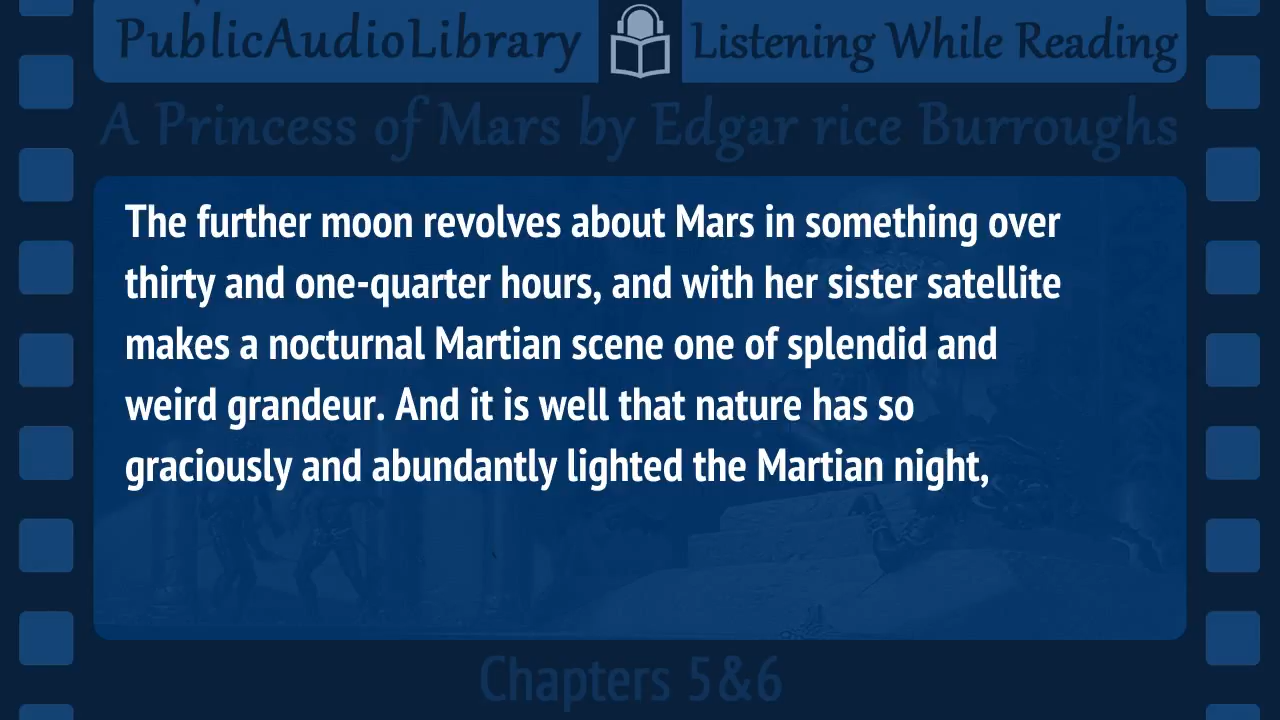 PublicAudioLibrary Listening While Reading
A Princess of Mars by Edgar rice Burroughs
The further moon revolves about Mars in something over
thirty and one-quarter hours, and with her sister satellite
makes a nocturnal Martian scene one of splendid and
weird grandeur. And it is well that nature has so
graciously and abundantly lighted the Martian night,
Chapters 5&6